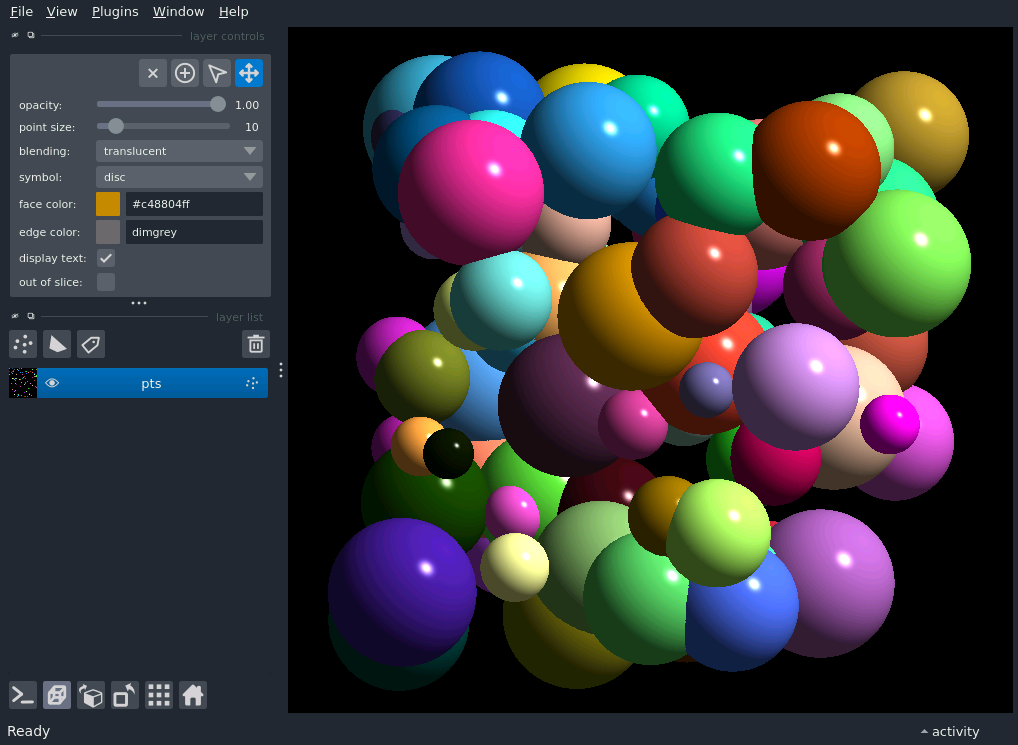 File View Plugins Window Help
layer controls
opacity: 1.00
point size: 10
blending: translucent
symbol: disc
face color: #c48804ff
edge color: dimgrey
display text:
out of slice:
layer list
pts
Ready
activity